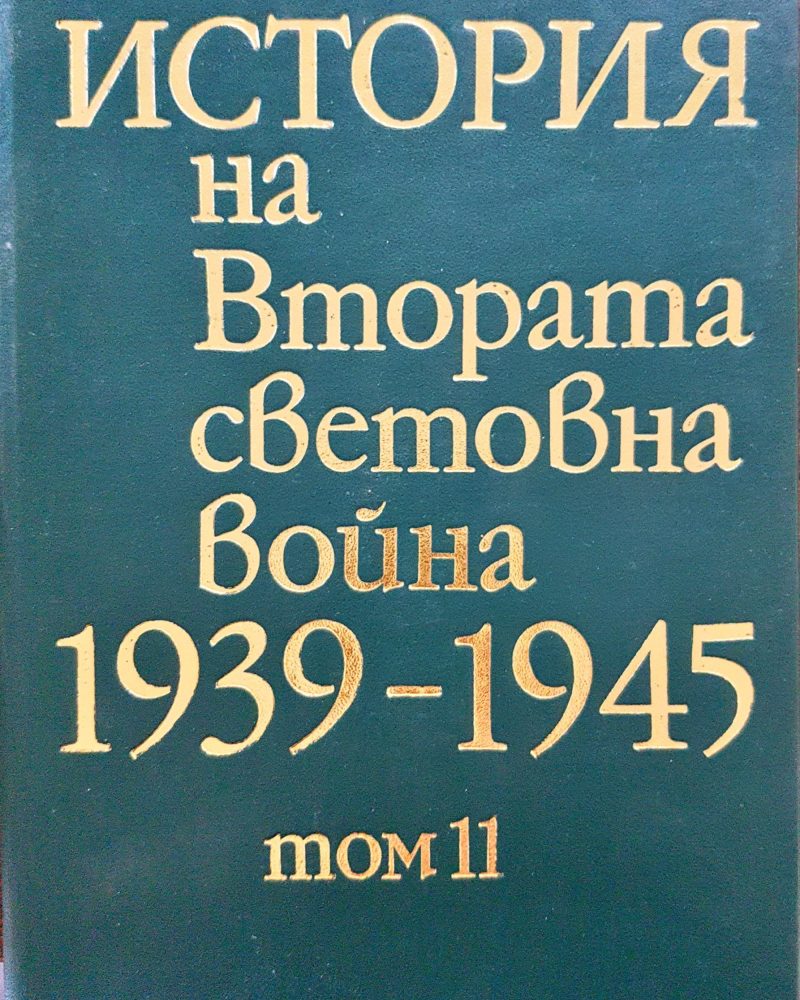 ИСТОРИЯ
на
Втората
световна
война
1939-1945
том 11